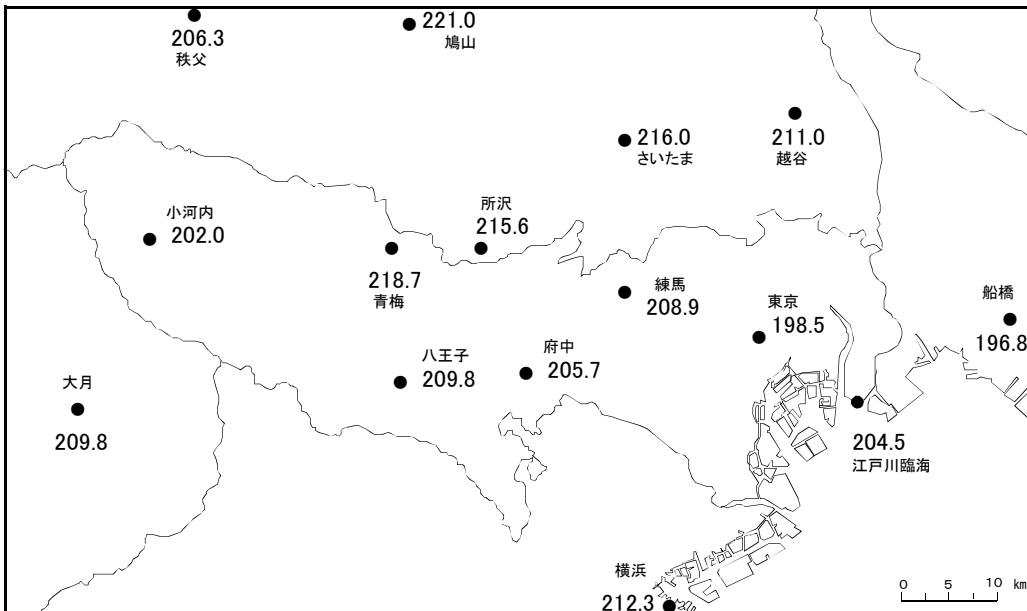 206.3
秩父
221.0
鳩山
216.0
さいたま
211.0
越谷
小河内
202.0
所沢
215.6
218.7
青梅
練馬
208.9
東京
198.5
船橋
196.8
大月
209.8
八王子
209.8
府中
205.7
204.5
江戸川臨海
横浜
212.3
0 5 10 km